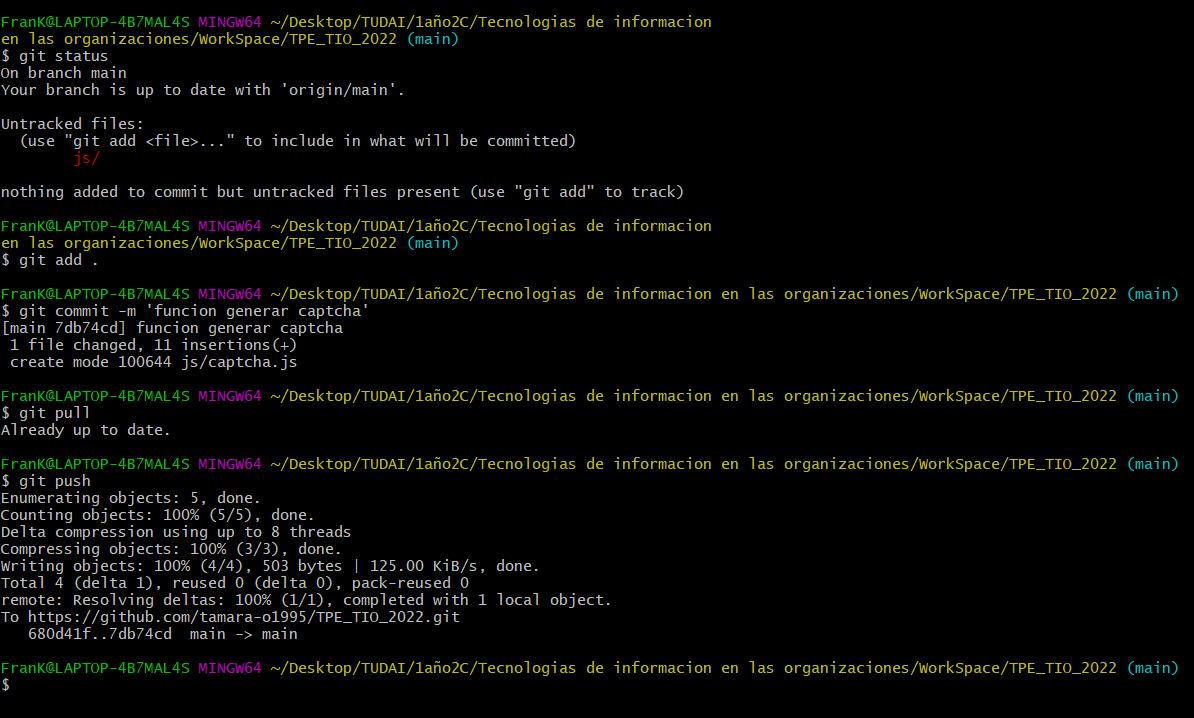 FranK@LAPTOP-4B7MAL4S MINGW64 ~/Desktop/TUDAI/1año2C/Tecnologias de informacion
en las organizaciones/WorkSpace/TPE_TIO_2022 (main)
$ git status
On branch main
Your branch is up to date with 'origin/main'.
Untracked files:
  (use "git add <file>..." to include in what will be committed)
        js/
nothing added to commit but untracked files present (use "git add" to track)
FranK@LAPTOP-4B7MAL4S MINGW64 ~/Desktop/TUDAI/1año2C/Tecnologias de informacion
en las organizaciones/WorkSpace/TPE_TIO_2022 (main)
$ git add .
FranK@LAPTOP-4B7MAL4S MINGW64 ~/Desktop/TUDAI/1año2C/Tecnologias de informacion en las organizaciones/WorkSpace/TPE_TIO_2022 (main)
$ git commit -m 'funcion generar captcha'
[main 7db74cd] funcion generar captcha
 1 file changed, 11 insertions(+)
 create mode 100644 js/captcha.js
FranK@LAPTOP-4B7MAL4S MINGW64 ~/Desktop/TUDAI/1año2C/Tecnologias de informacion en las organizaciones/WorkSpace/TPE_TIO_2022 (main)
$ git pull
Already up to date.
FranK@LAPTOP-4B7MAL4S MINGW64 ~/Desktop/TUDAI/1año2C/Tecnologias de informacion en las organizaciones/WorkSpace/TPE_TIO_2022 (main)
$ git push
Enumerating objects: 5, done.
Counting objects: 100% (5/5), done.
Delta compression using up to 8 threads
Compressing objects: 100% (3/3), done.
Writing objects: 100% (4/4), 503 bytes | 125.00 KiB/s, done.
Total 4 (delta 1), reused 0 (delta 0), pack-reused 0
remote: Resolving deltas: 100% (1/1), completed with 1 local object.
To https://github.com/tamara-o1995/TPE_TIO_2022.git
   680d41f..7db74cd  main -> main
FranK@LAPTOP-4B7MAL4S MINGW64 ~/Desktop/TUDAI/1año2C/Tecnologias de informacion en las organizaciones/WorkSpace/TPE_TIO_2022 (main)
$